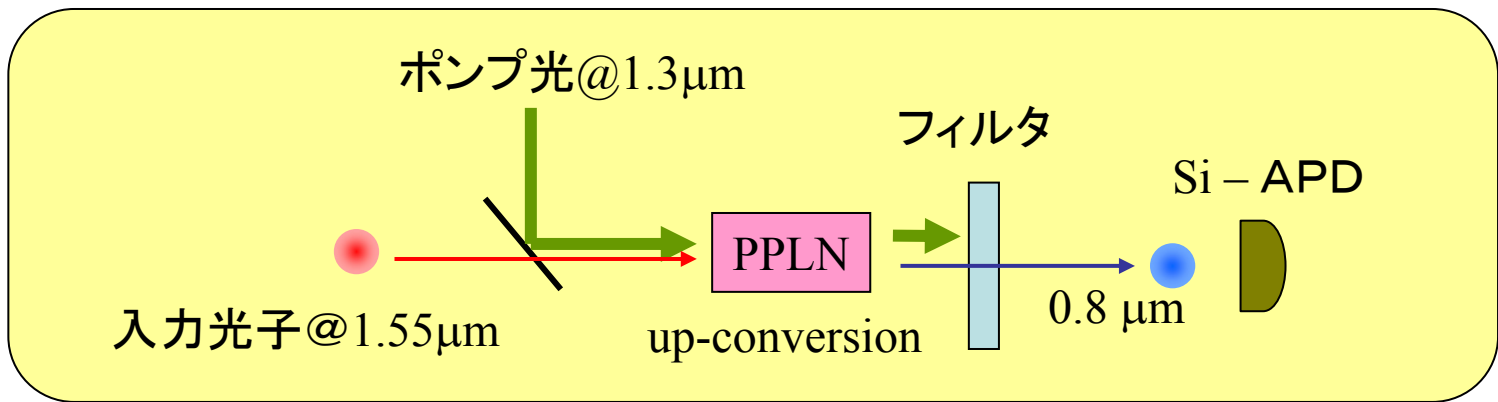 ポンプ光@1.3μm
フィルタ
Si – ＡＰＤ
PPLN
0.8 μm
入力光子＠1.55μm
up-conversion